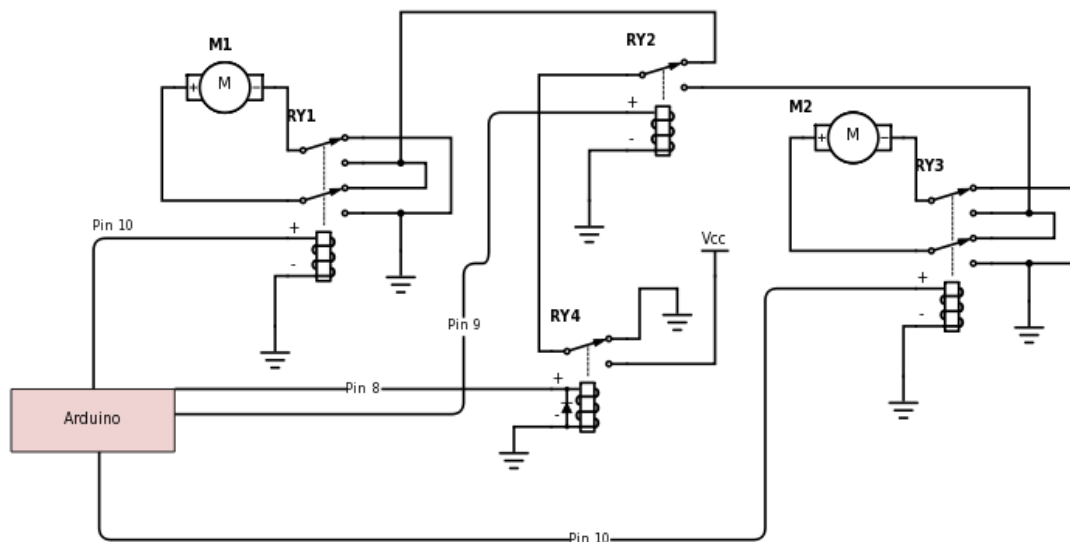 RY2
M1
M
+
-
RY1
+
-
M2
M
+
-
RY3
Pin 10
+
-
Vcc
+
-
Pin 9
RY4
+
-
Pin 8
Arduino
Pin 10